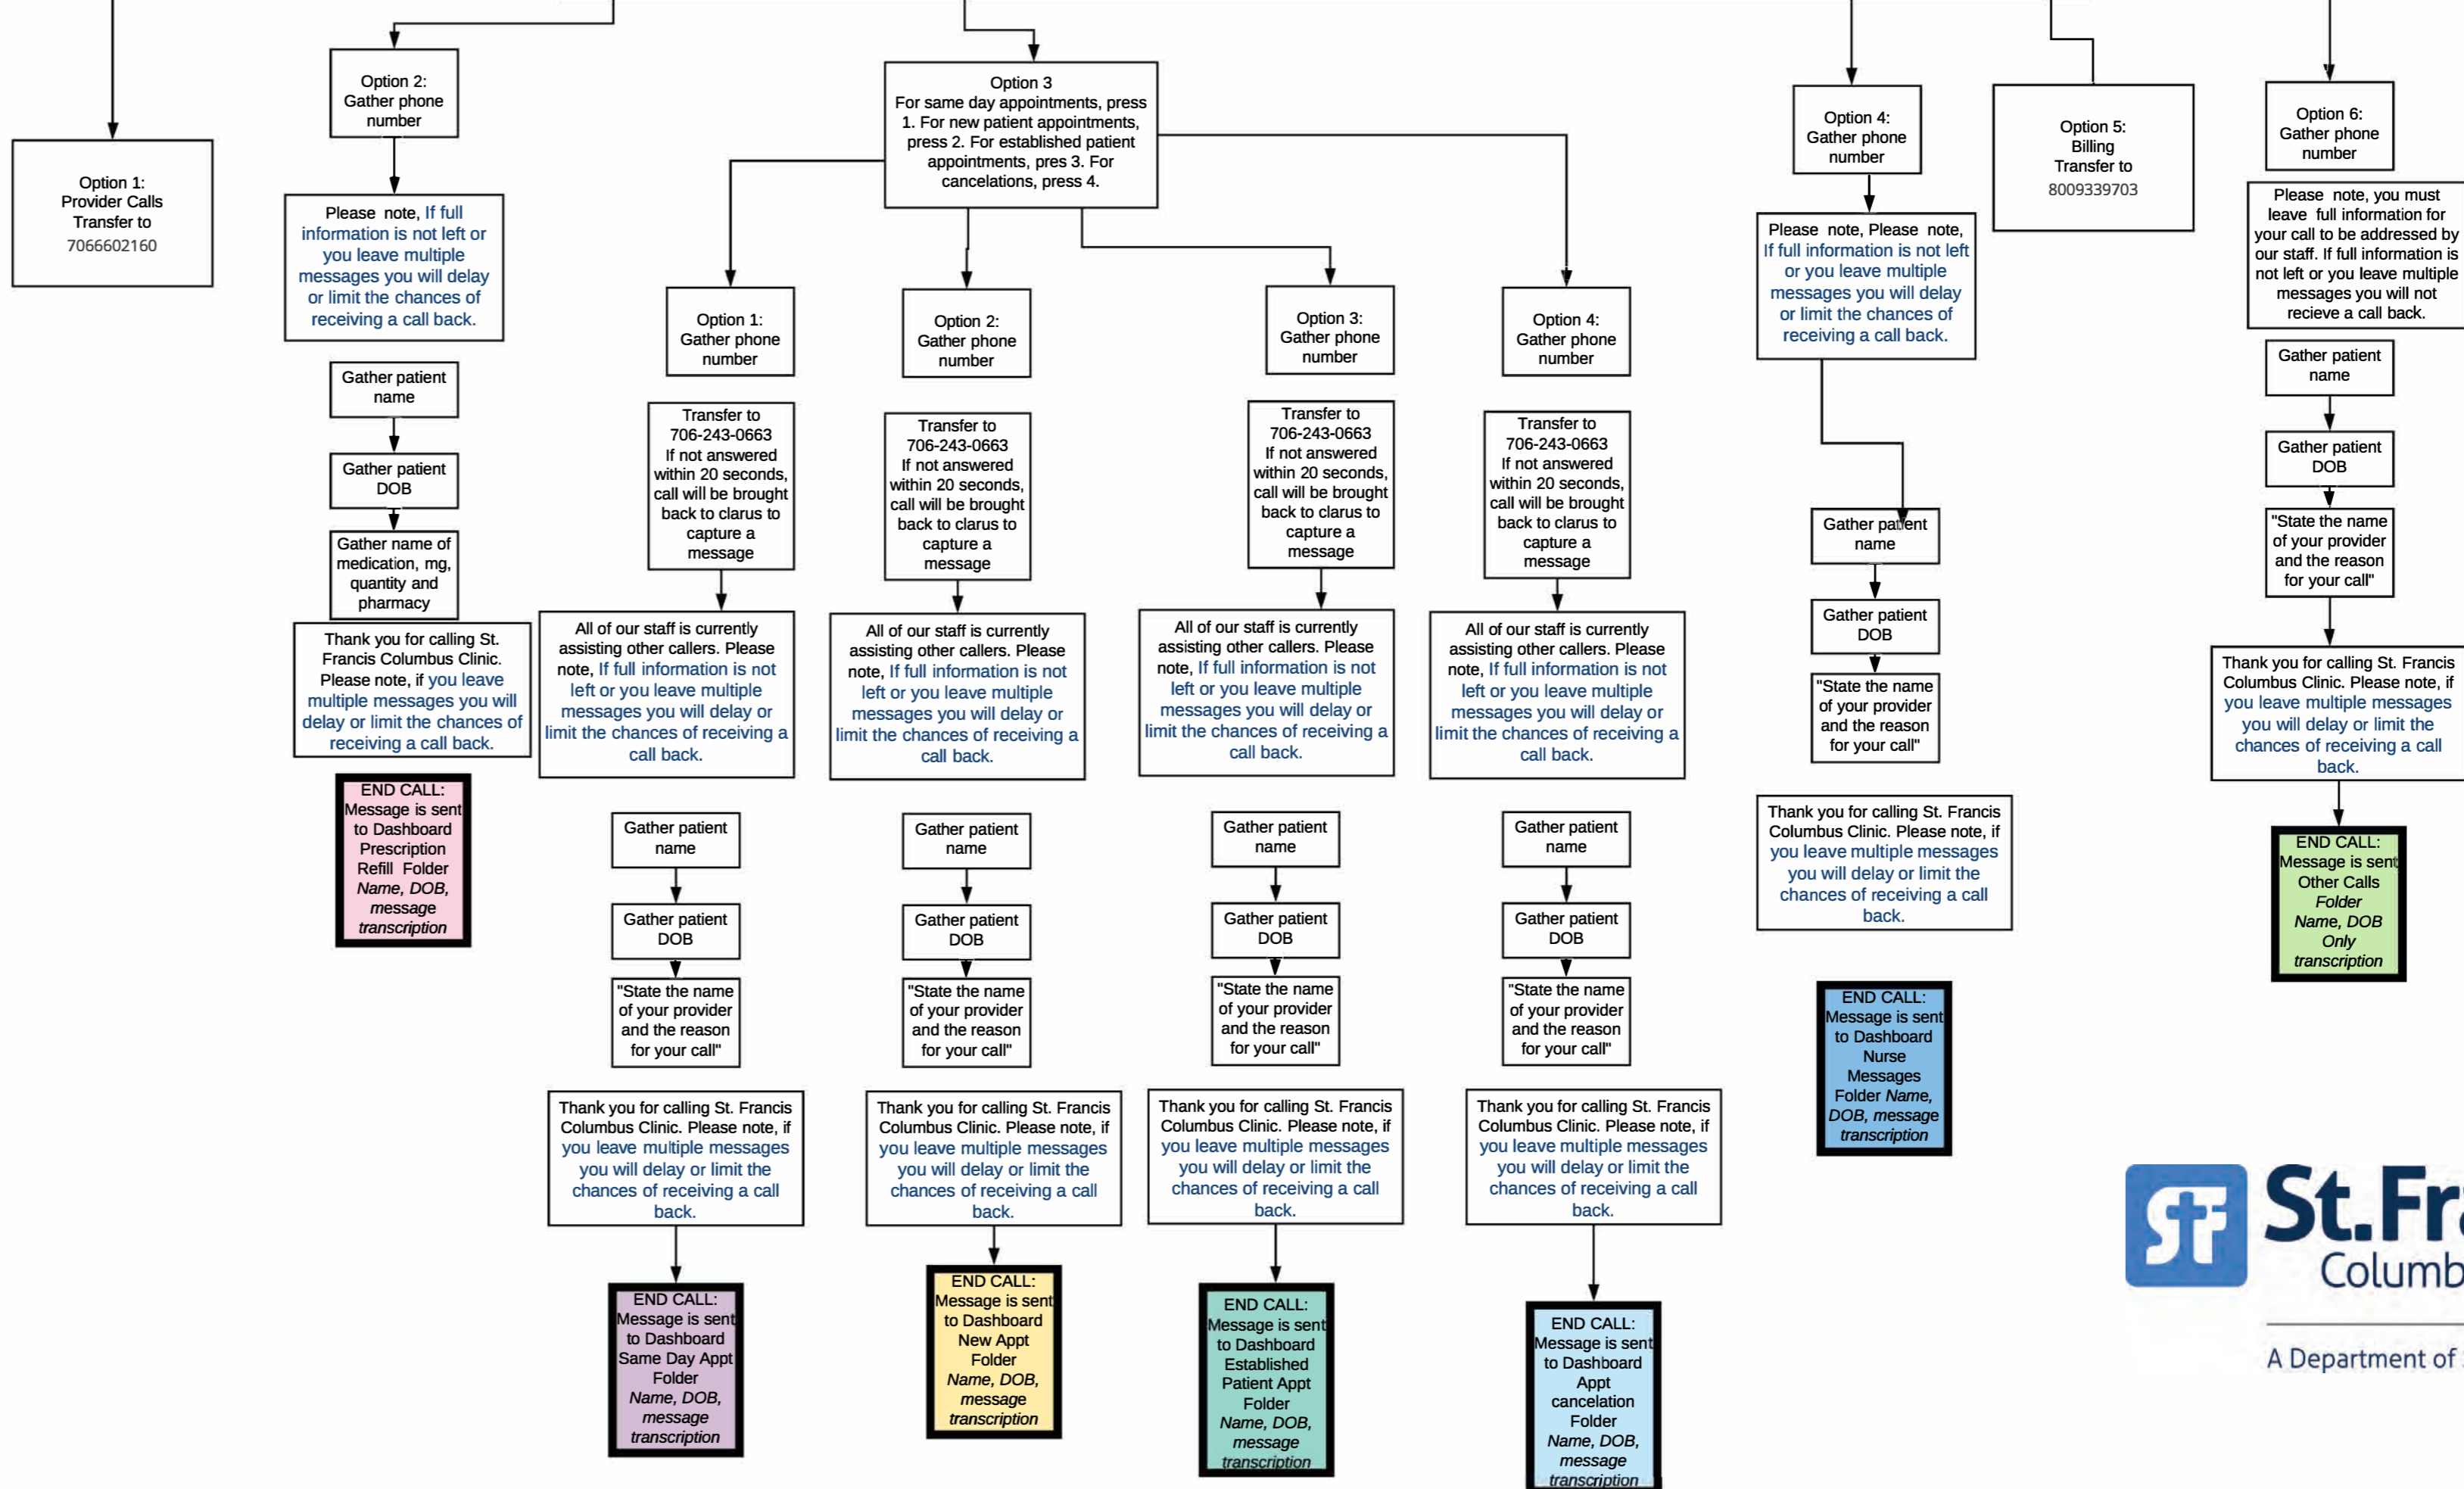 Option 1:
Provider Calls
Transfer to
7066602160
Option 2:
Gather phone
number
Please note, If full
information is not left or
you leave multiple
messages you will delay
or limit the chances of
receiving a call back.
Gather patient
name
Gather patient
DOB
Gather name of
medication, mg,
quantity and
pharmacy
Thank you for calling St.
Francis Columbus Clinic.
Please note, if you leave
multiple messages you will
delay or limit the chances of
receiving a call back.
END CALL:
Message is sent
to Dashboard
Prescription
Refill Folder
Name, DOB,
message
transcription
Option 3
For same day appointments, press
1. For new patient appointments,
press 2. For established patient
appointments, pres 3. For
cancelations, press 4.
Option 1:
Gather phone
number
Transfer to
706-243-0663
If not answered
within 20 seconds,
call will be brought
back to clarus to
capture a
message
All of our staff is currently
assisting other callers. Please
note, If full information is not
left or you leave multiple
messages you will delay or
limit the chances of receiving a
call back.
Gather patient
name
Gather patient
DOB
"State the name
of your provider
and the reason
for your call"
Thank you for calling St. Francis
Columbus Clinic. Please note, if
you leave multiple messages
you will delay or limit the
chances of receiving a call
back.
END CALL:
Message is sent
to Dashboard
Same Day Appt
Folder
Name, DOB,
message
transcription
Option 2:
Gather phone
number
Transfer to
706-243-0663
If not answered
within 20 seconds,
call will be brought
back to clarus to
capture a
message
All of our staff is currently
assisting other callers. Please
note, If full information is not
left or you leave multiple
messages you will delay or
limit the chances of receiving a
call back.
Gather patient
name
Gather patient
DOB
"State the name
of your provider
and the reason
for your call"
Thank you for calling St. Francis
Columbus Clinic. Please note, if
you leave multiple messages
you will delay or limit the
chances of receiving a call
back.
END CALL:
Message is sent
to Dashboard
New Appt
Folder
Name, DOB,
message
transcription
Option 3:
Gather phone
number
Transfer to
706-243-0663
If not answered
within 20 seconds,
call will be brought
back to clarus to
capture a
message
All of our staff is currently
assisting other callers. Please
note, If full information is not
left or you leave multiple
messages you will delay or
limit the chances of receiving a
call back.
Gather patient
name
Gather patient
DOB
"State the name
of your provider
and the reason
for your call"
Thank you for calling St. Francis
Columbus Clinic. Please note, if
you leave multiple messages
you will delay or limit the
chances of receiving a call
back.
END CALL:
Message is sent
to Dashboard
Established
Patient Appt
Folder
Name, DOB,
message
transcription
Option 4:
Gather phone
number
Transfer to
706-243-0663
If not answered
within 20 seconds,
call will be brought
back to clarus to
capture a
message
All of our staff is currently
assisting other callers. Please
note, If full information is not
left or you leave multiple
messages you will delay or
limit the chances of receiving a
call back.
Gather patient
name
Gather patient
DOB
"State the name
of your provider
and the reason
for your call"
Thank you for calling St. Francis
Columbus Clinic. Please note, if
you leave multiple messages
you will delay or limit the
chances of receiving a call
back.
END CALL:
Message is sent
to Dashboard
Appt
cancelation
Folder
Name, DOB,
message
transcription
Option 4:
Gather phone
number
Please note, Please note,
If full information is not left
or you leave multiple
messages you will delay
or limit the chances of
receiving a call back.
Gather patient
name
Gather patient
DOB
"State the name
of your provider
and the reason
for your call"
Thank you for calling St. Francis
Columbus Clinic. Please note, if
you leave multiple messages
you will delay or limit the
chances of receiving a call
back.
END CALL:
Message is sent
to Dashboard
Nurse
Messages
Folder Name,
DOB, message
transcription
Option 5:
Billing
Transfer to
8009339703
Option 6:
Gather phone
number
Please note, you must
leave full information for
your call to be addressed by
our staff. If full information is
not left or you leave multiple
messages you will not
recieve a call back.
Gather patient
name
Gather patient
DOB
"State the name
of your provider
and the reason
for your call"
Thank you for calling St. Francis
Columbus Clinic. Please note, if
you leave multiple messages
you will delay or limit the
chances of receiving a call
back.
END CALL:
Message is sent
Other Calls
Folder
Name, DOB
Only
transcription
Sf
St.Fra
Columb
A Department of